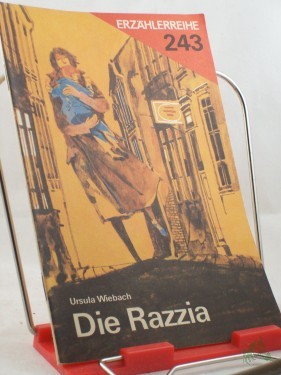 ERZÄHLERREIHE
243
Ursula Wiebach
Die Razzia